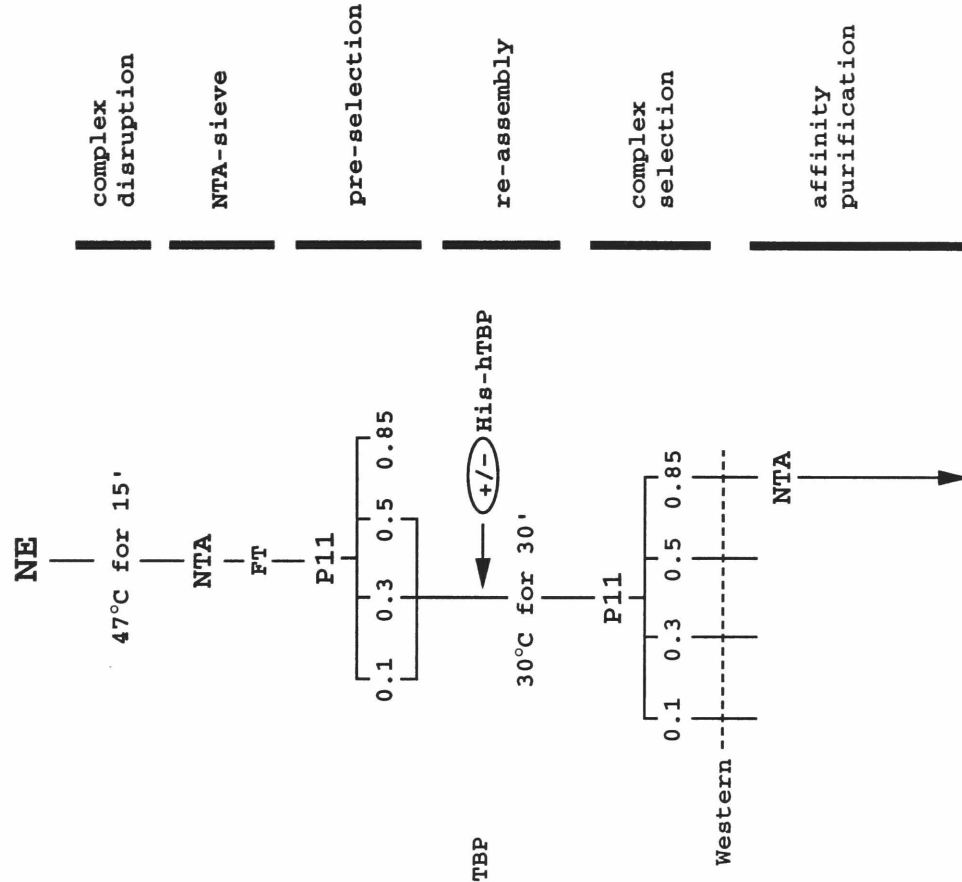 NE
47°C for 15'
NTA
FT
P11
0.1 0.3 0.5 0.85
+/- His-hTBP
30°C for 30'
P11
0.1 0.3 0.5 0.85
Western
NTA
TBP
complex
disruption
NTA-sieve
pre-selection
re-assembly
complex
selection
affinity
purification